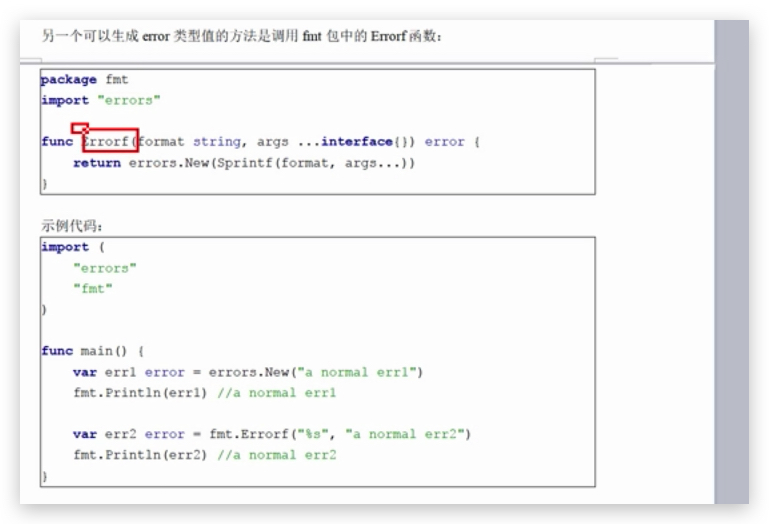 另一个可以生成 error 类型值的方法是调用 fmt 包中的 Errorf 函数：
package fmt
import "errors"
func Errorf(format string, args ...interface{}) error {
    return errors.New(Sprintf(format, args...))
}
示例代码：
import (
    "errors"
    "fmt"
)
func main() {
    var err1 error = errors.New("a normal err1")
    fmt.Println(err1) //a normal err1
    var err2 error = fmt.Errorf("%s", "a normal err2")
    fmt.Println(err2) //a normal err2
}